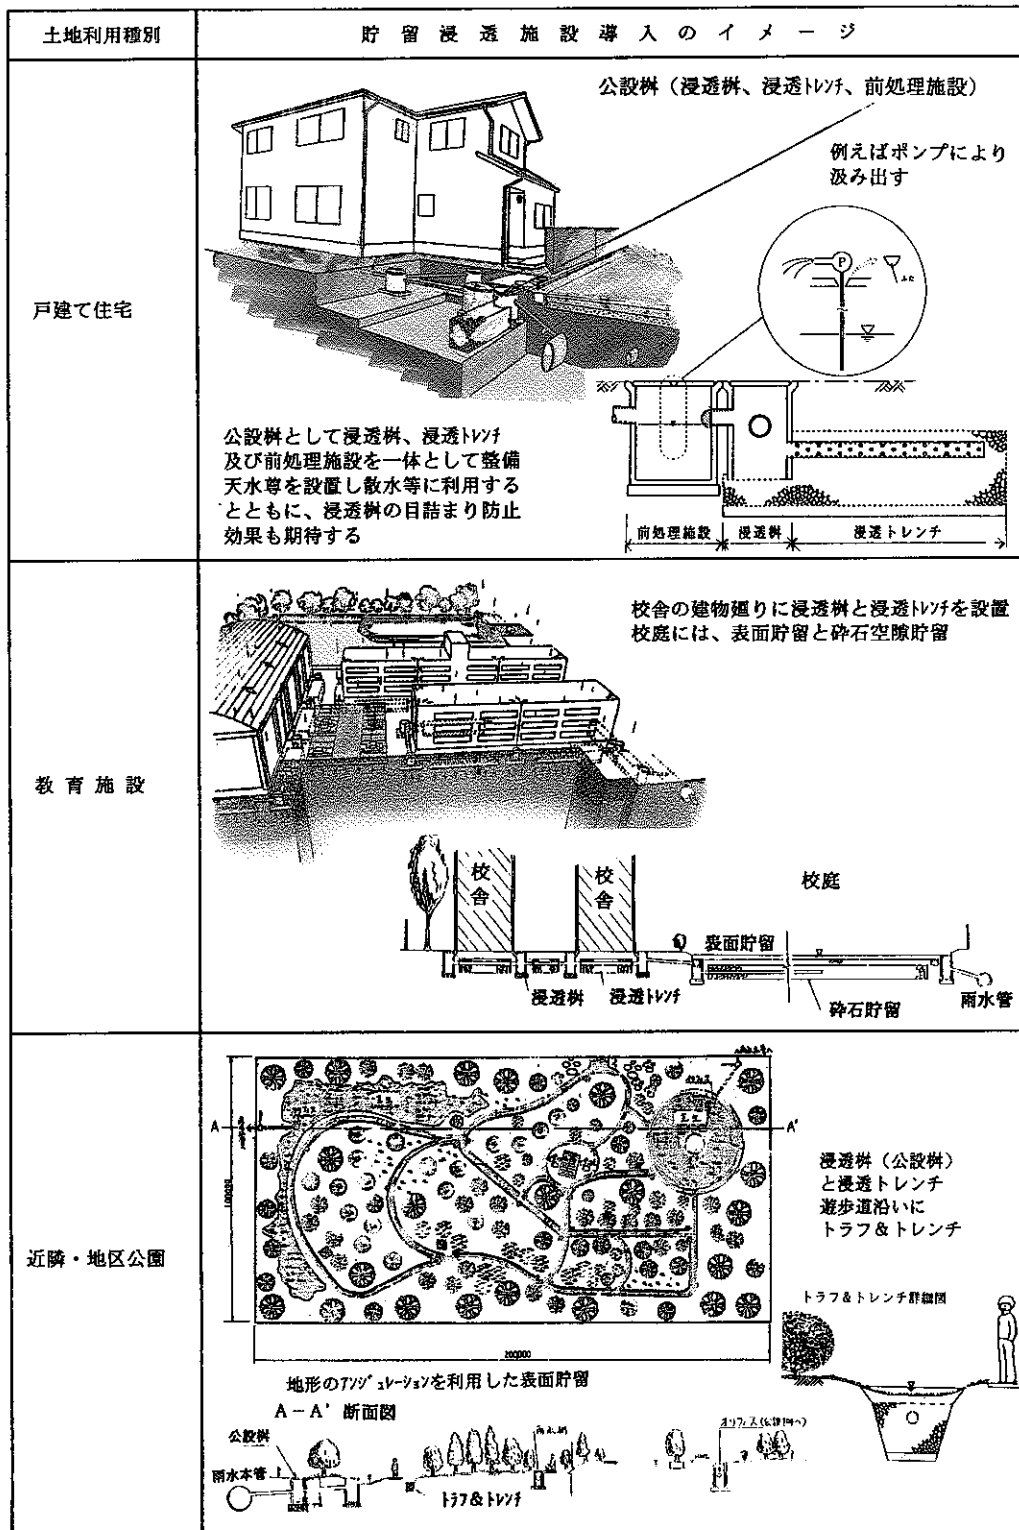 土地利用種別
貯留浸透施設導入のイメージ
戸建て住宅
公設桝（浸透桝、浸透トレンチ、前処理施設）
例えばポンプにより
汲み出す
P
ふた
公設桝として浸透桝、浸透トレンチ
及び前処理施設を一体として整備
天水尊を設置し散水等に利用する
とともに、浸透桝の目詰まり防止
効果も期待する
前処理施設
浸透桝
浸透トレンチ
教育施設
校舎の建物廻りに浸透桝と浸透トレンチを設置
校庭には、表面貯留と砕石空隙貯留
校舎
校舎
校庭
表面貯留
浸透桝
浸透トレンチ
砕石貯留
雨水管
近隣・地区公園
A
A'
浸透桝（公設桝）
と浸透トレンチ
遊歩道沿いに
トラフ＆トレンチ
トラフ＆トレンチ詳細図
200000
地形のアンジュレーションを利用した表面貯留
A－A' 断面図
公設桝
雨水本管
トラフ＆トレンチ